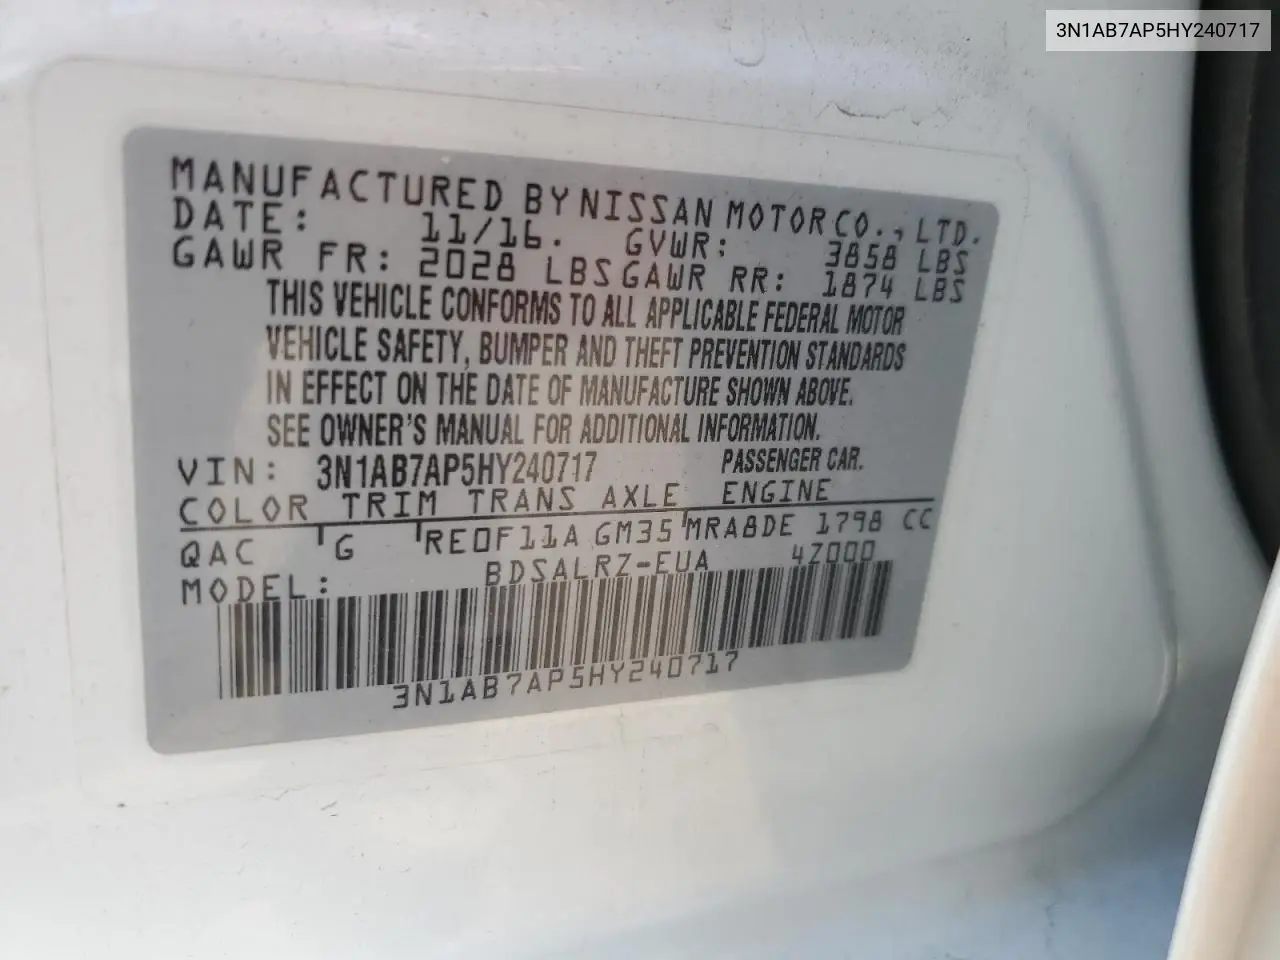 3N1AB7AP5HY240717
MANUFACTURED BY NISSAN MOTOR CO., LTD.
DATE: 11/16. GVWR: 3858 LBS
GAWR FR: 2028 LBS GAWR RR: 1874 LBS
THIS VEHICLE CONFORMS TO ALL APPLICABLE FEDERAL MOTOR
VEHICLE SAFETY, BUMPER AND THEFT PREVENTION STANDARDS
IN EFFECT ON THE DATE OF MANUFACTURE SHOWN ABOVE.
SEE OWNER'S MANUAL FOR ADDITIONAL INFORMATION.
VIN: 3N1AB7AP5HY240717 PASSENGER CAR.
COLOR TRIM TRANS AXLE ENGINE
QAC G RE0F11A GM35 MRA8DE 1798 CC
MODEL: BDSALRZ-EUA 4Z000
3N1AB7AP5HY240717